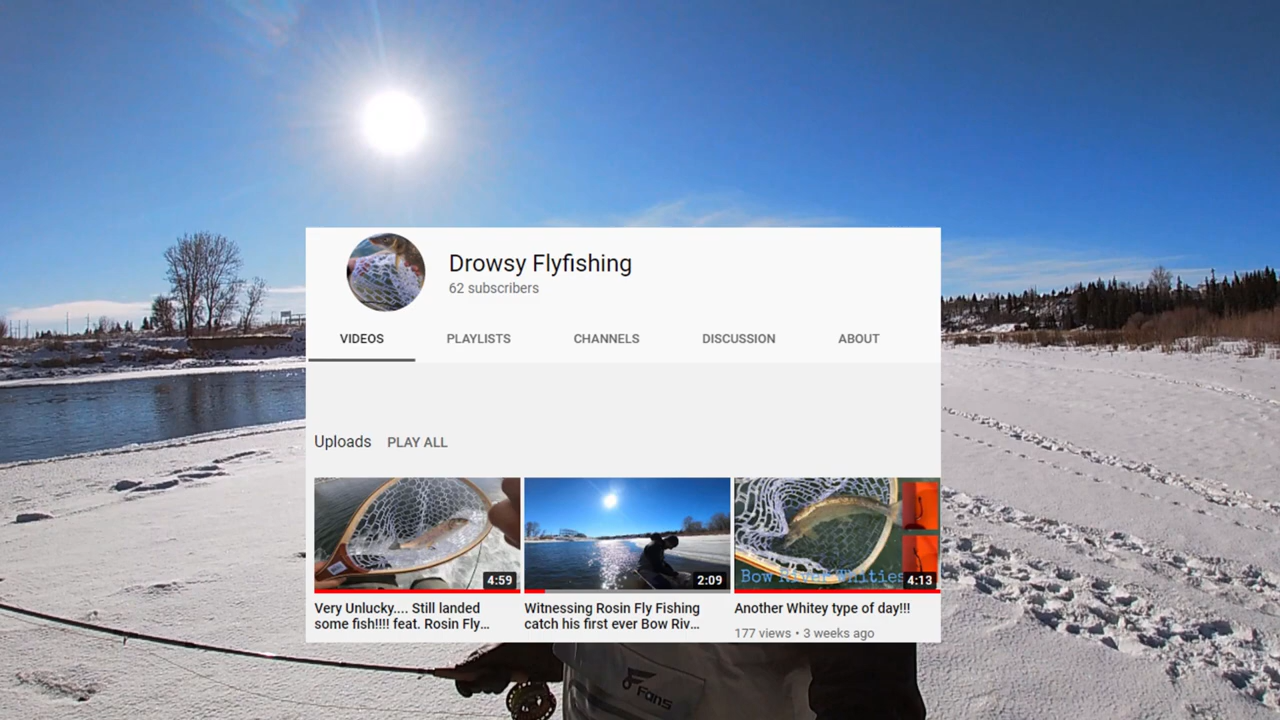 Drowsy Flyfishing
62 subscribers
VIDEOS PLAYLISTS CHANNELS DISCUSSION ABOUT
Uploads PLAY ALL
Bow River Whities
4:59 2:09 4:13
Very Unlucky.... Still landed
some fish!!!! feat. Rosin Fly...
Witnessing Rosin Fly Fishing
catch his first ever Bow Riv...
Another Whitey type of day!!!
177 views • 3 weeks ago
Fans